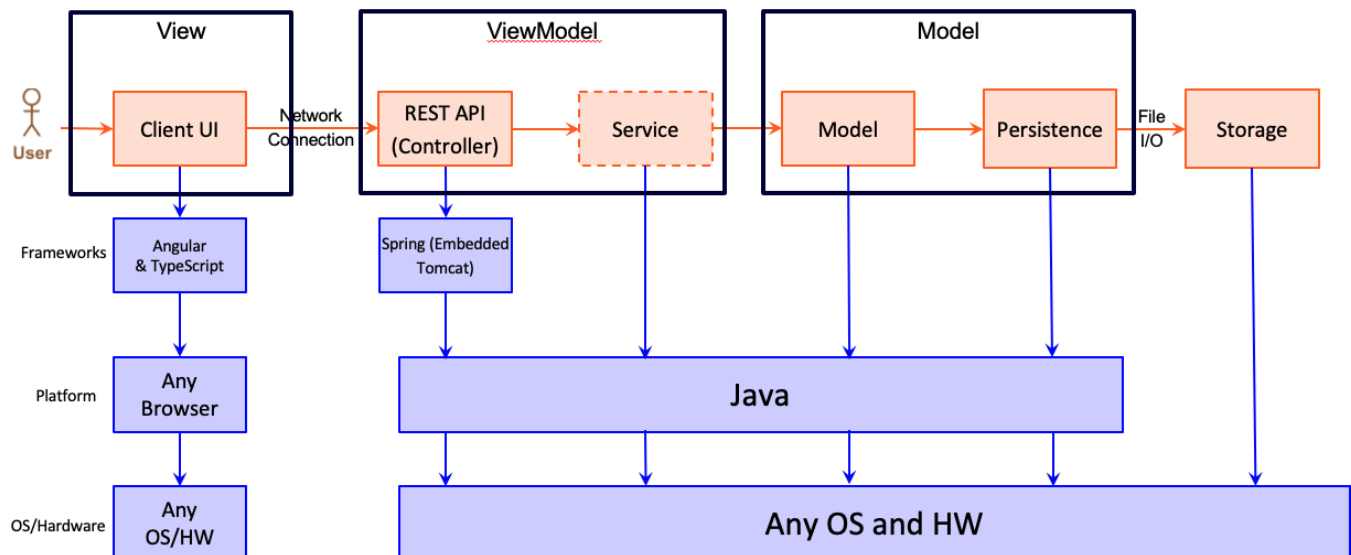 View
ViewModel
Model
User
Client UI
Network
Connection
REST API
(Controller)
Service
Model
Persistence
File
I/O
Storage
Frameworks
Angular
& TypeScript
Spring (Embedded
Tomcat)
Platform
Any
Browser
Java
OS/Hardware
Any
OS/HW
Any OS and HW